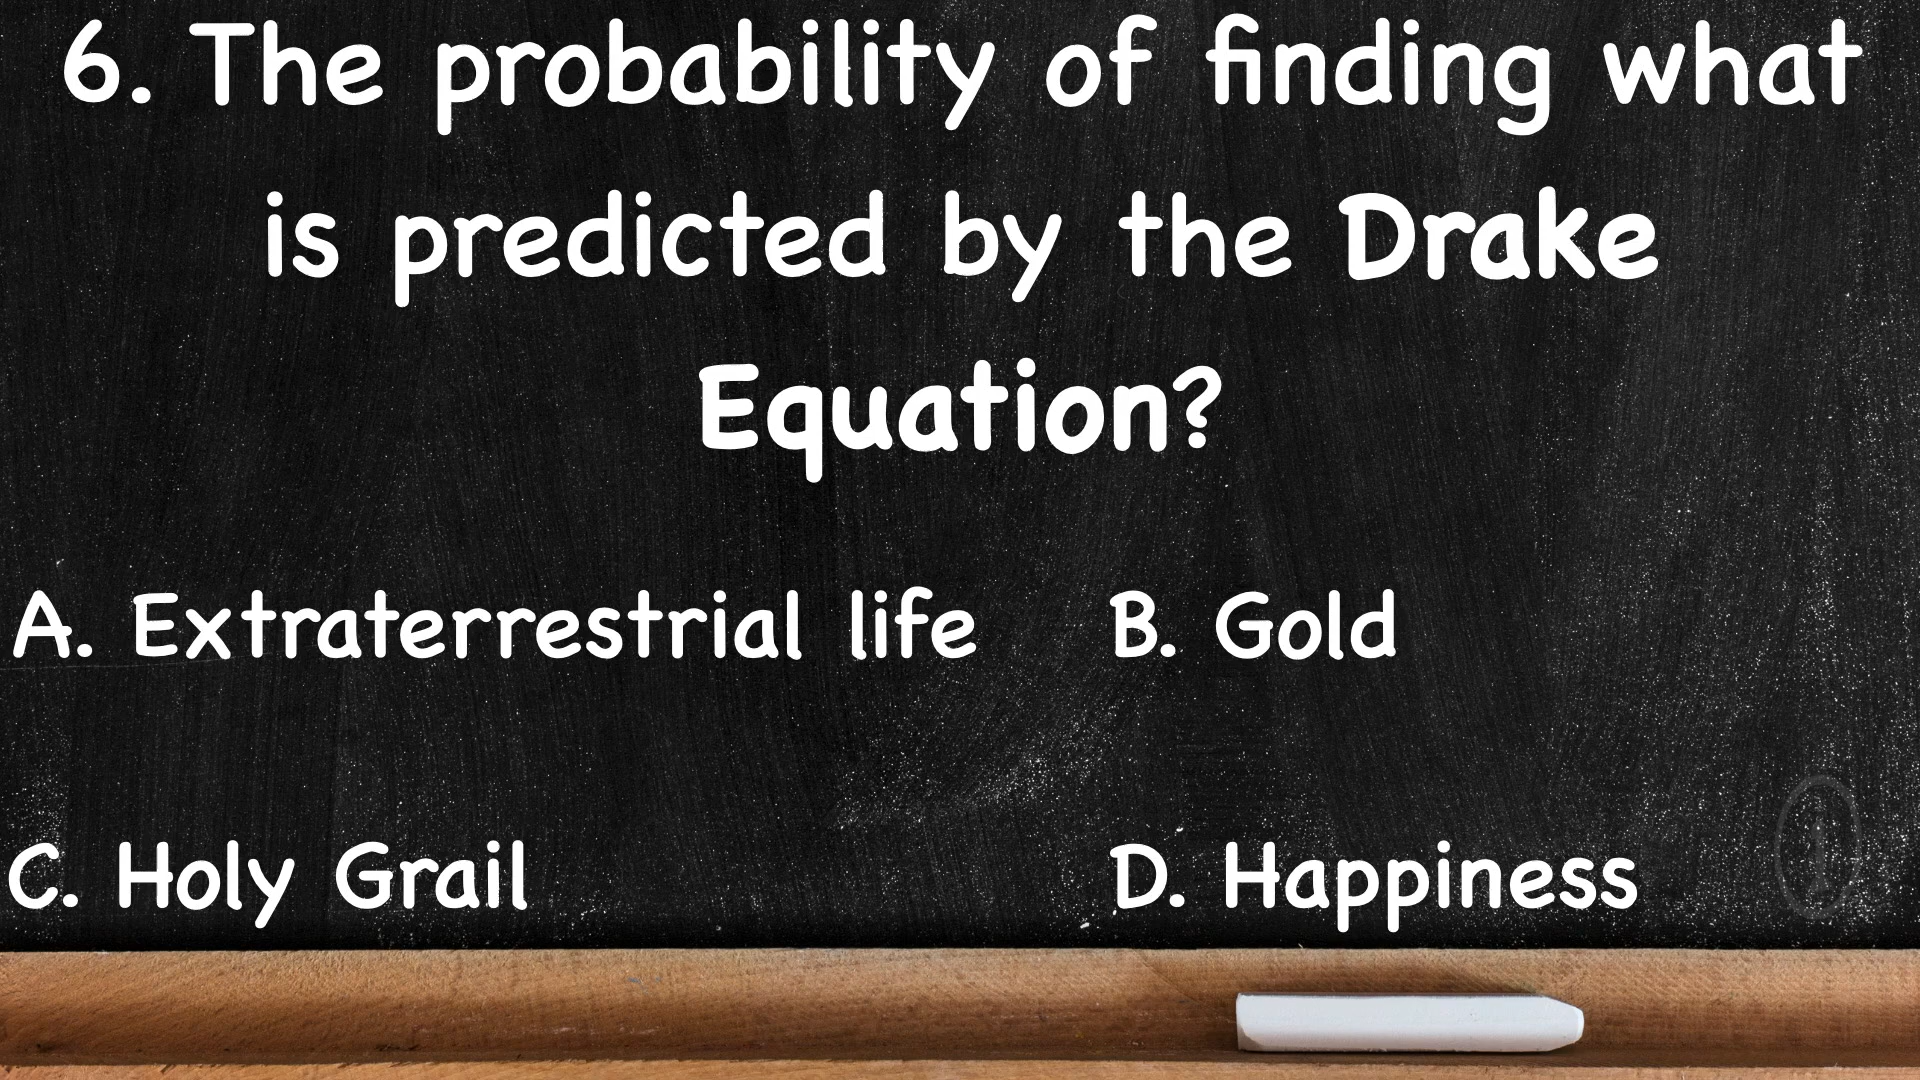 6. The probability of finding what
is predicted by the Drake
Equation?
A. Extraterrestrial life
B. Gold
C. Holy Grail
D. Happiness